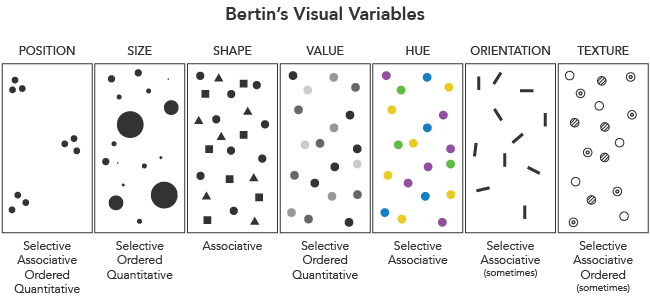 Bertin's Visual Variables
POSITION
SIZE
SHAPE
VALUE
HUE
ORIENTATION
TEXTURE
Selective
Associative
Ordered
Quantitative
Selective
Ordered
Quantitative
Associative
Selective
Ordered
Quantitative
Selective
Associative
Selective
Associative
(sometimes)
Selective
Associative
Ordered
(sometimes)